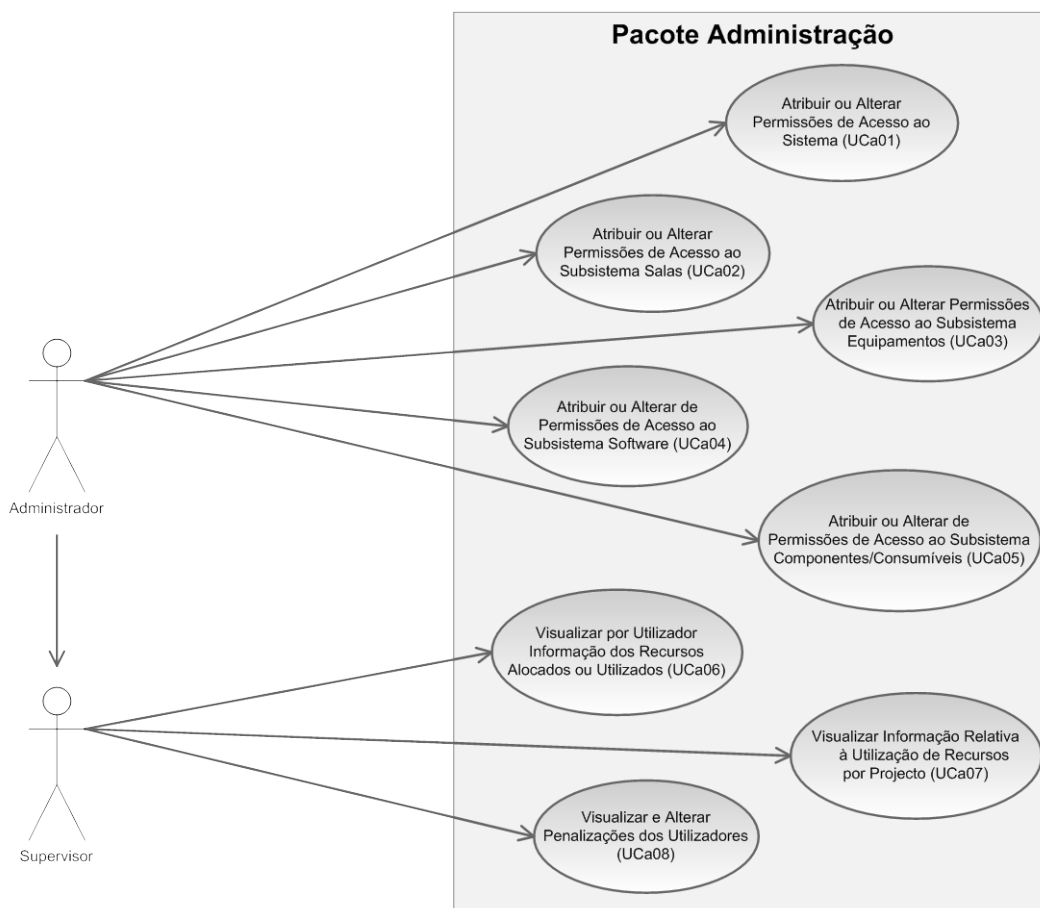 Pacote Administração
Atribuir ou Alterar
Permissões de Acesso ao
Sistema (UCa01)
Atribuir ou Alterar
Permissões de Acesso ao
Subsistema Salas (UCa02)
Atribuir ou Alterar Permissões
de Acesso ao Subsistema
Equipamentos (UCa03)
Atribuir ou Alterar de
Permissões de Acesso ao
Subsistema Software (UCa04)
Administrador
Atribuir ou Alterar de
Permissões de Acesso ao Subsistema
Componentes/Consumíveis (UCa05)
Visualizar por Utilizador
Informação dos Recursos
Alocados ou Utilizados (UCa06)
Visualizar Informação Relativa
à Utilização de Recursos
por Projecto (UCa07)
Visualizar e Alterar
Penalizações dos Utilizadores
(UCa08)
Supervisor